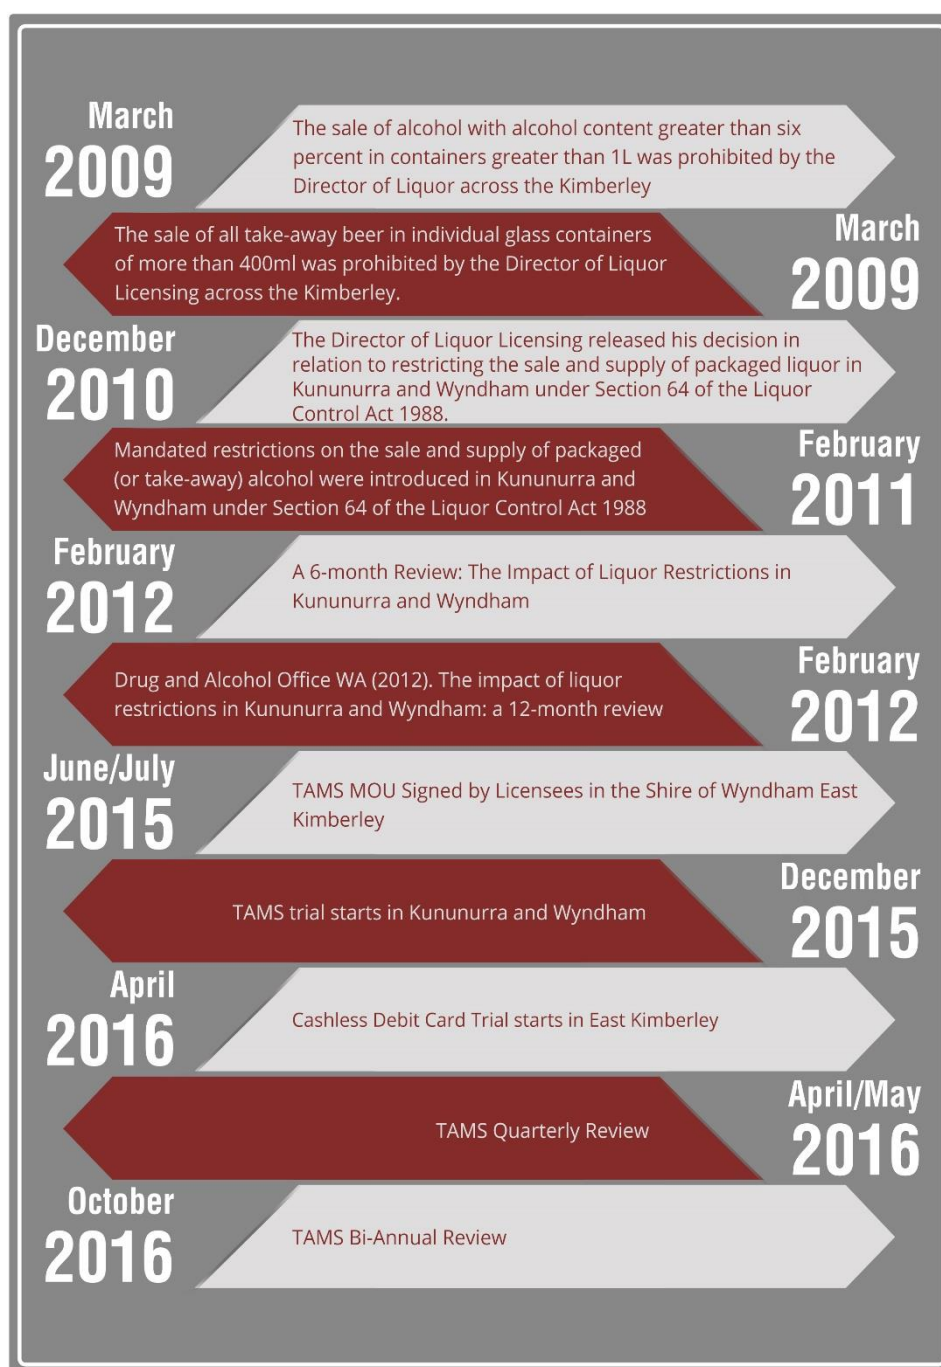 March
2009
The sale of alcohol with alcohol content greater than six
percent in containers greater than 1L was prohibited by the
Director of Liquor across the Kimberley
The sale of all take-away beer in individual glass containers
of more than 400ml was prohibited by the Director of Liquor
Licensing across the Kimberley.
March
2009
December
2010
The Director of Liquor Licensing released his decision in
relation to restricting the sale and supply of packaged liquor in
Kununurra and Wyndham under Section 64 of the Liquor
Control Act 1988.
Mandated restrictions on the sale and supply of packaged
(or take-away) alcohol were introduced in Kununurra and
Wyndham under Section 64 of the Liquor Control Act 1988
February
2011
February
2012
A 6-month Review: The Impact of Liquor Restrictions in
Kununurra and Wyndham
Drug and Alcohol Office WA (2012). The impact of liquor
restrictions in Kununurra and Wyndham: a 12-month review
February
2012
June/July
2015
TAMS MOU Signed by Licensees in the Shire of Wyndham East
Kimberley
TAMS trial starts in Kununurra and Wyndham
December
2015
April
2016
Cashless Debit Card Trial starts in East Kimberley
TAMS Quarterly Review
April/May
2016
October
2016
TAMS Bi-Annual Review